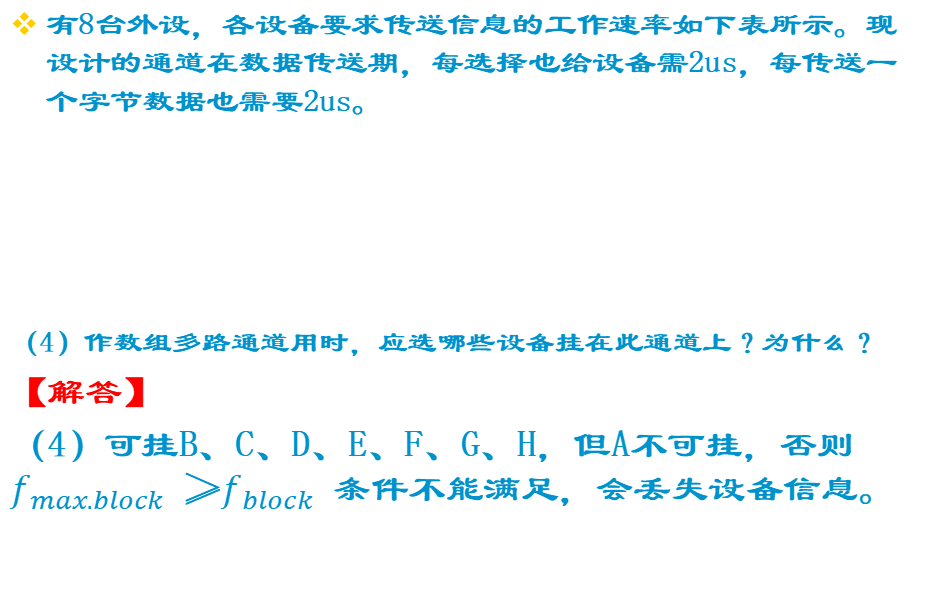 有8台外设，各设备要求传送信息的工作速率如下表所示。现
设计的通道在数据传送期，每选择也给设备需2us，每传送一
个字节数据也需要2us。
（4）作数组多路通道用时，应选哪些设备挂在此通道上？为什么？
【解答】
（4）可挂B、C、D、E、F、G、H，但A不可挂，否则
f max.block ⩾f block 条件不能满足，会丢失设备信息。